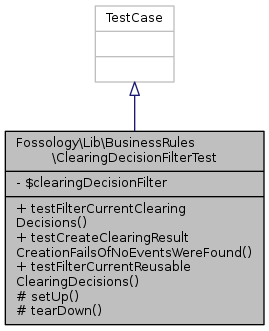 TestCase
Fossology\Lib\BusinessRules
\ClearingDecisionFilterTest
- $clearingDecisionFilter
+ testFilterCurrentClearing
Decisions()
+ testCreateClearingResult
CreationFailsOfNoEventsWereFound()
+ testFilterCurrentReusable
ClearingDecisions()
# setUp()
# tearDown()